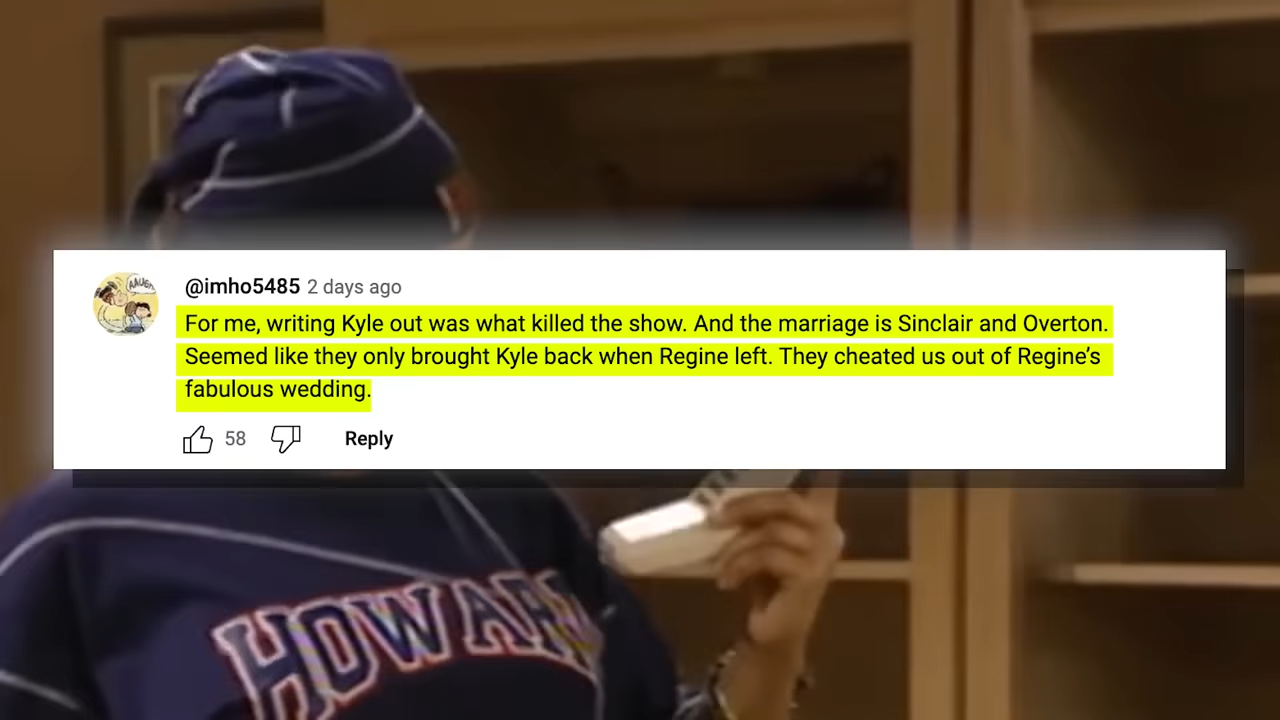 @imho5485 2 days ago
For me, writing Kyle out was what killed the show. And the marriage is Sinclair and Overton.
Seemed like they only brought Kyle back when Regine left. They cheated us out of Regine’s
fabulous wedding.
58 Reply
HOWAR